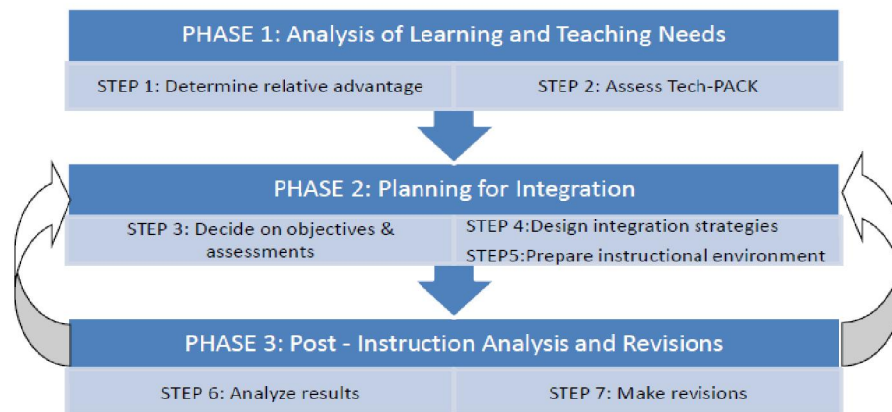 PHASE 1: Analysis of Learning and Teaching Needs
STEP 1: Determine relative advantage
STEP 2: Assess Tech-PACK
PHASE 2: Planning for Integration
STEP 3: Decide on objectives &
assessments
STEP 4:Design integration strategies
STEP5:Prepare instructional environment
PHASE 3: Post - Instruction Analysis and Revisions
STEP 6: Analyze results
STEP 7: Make revisions